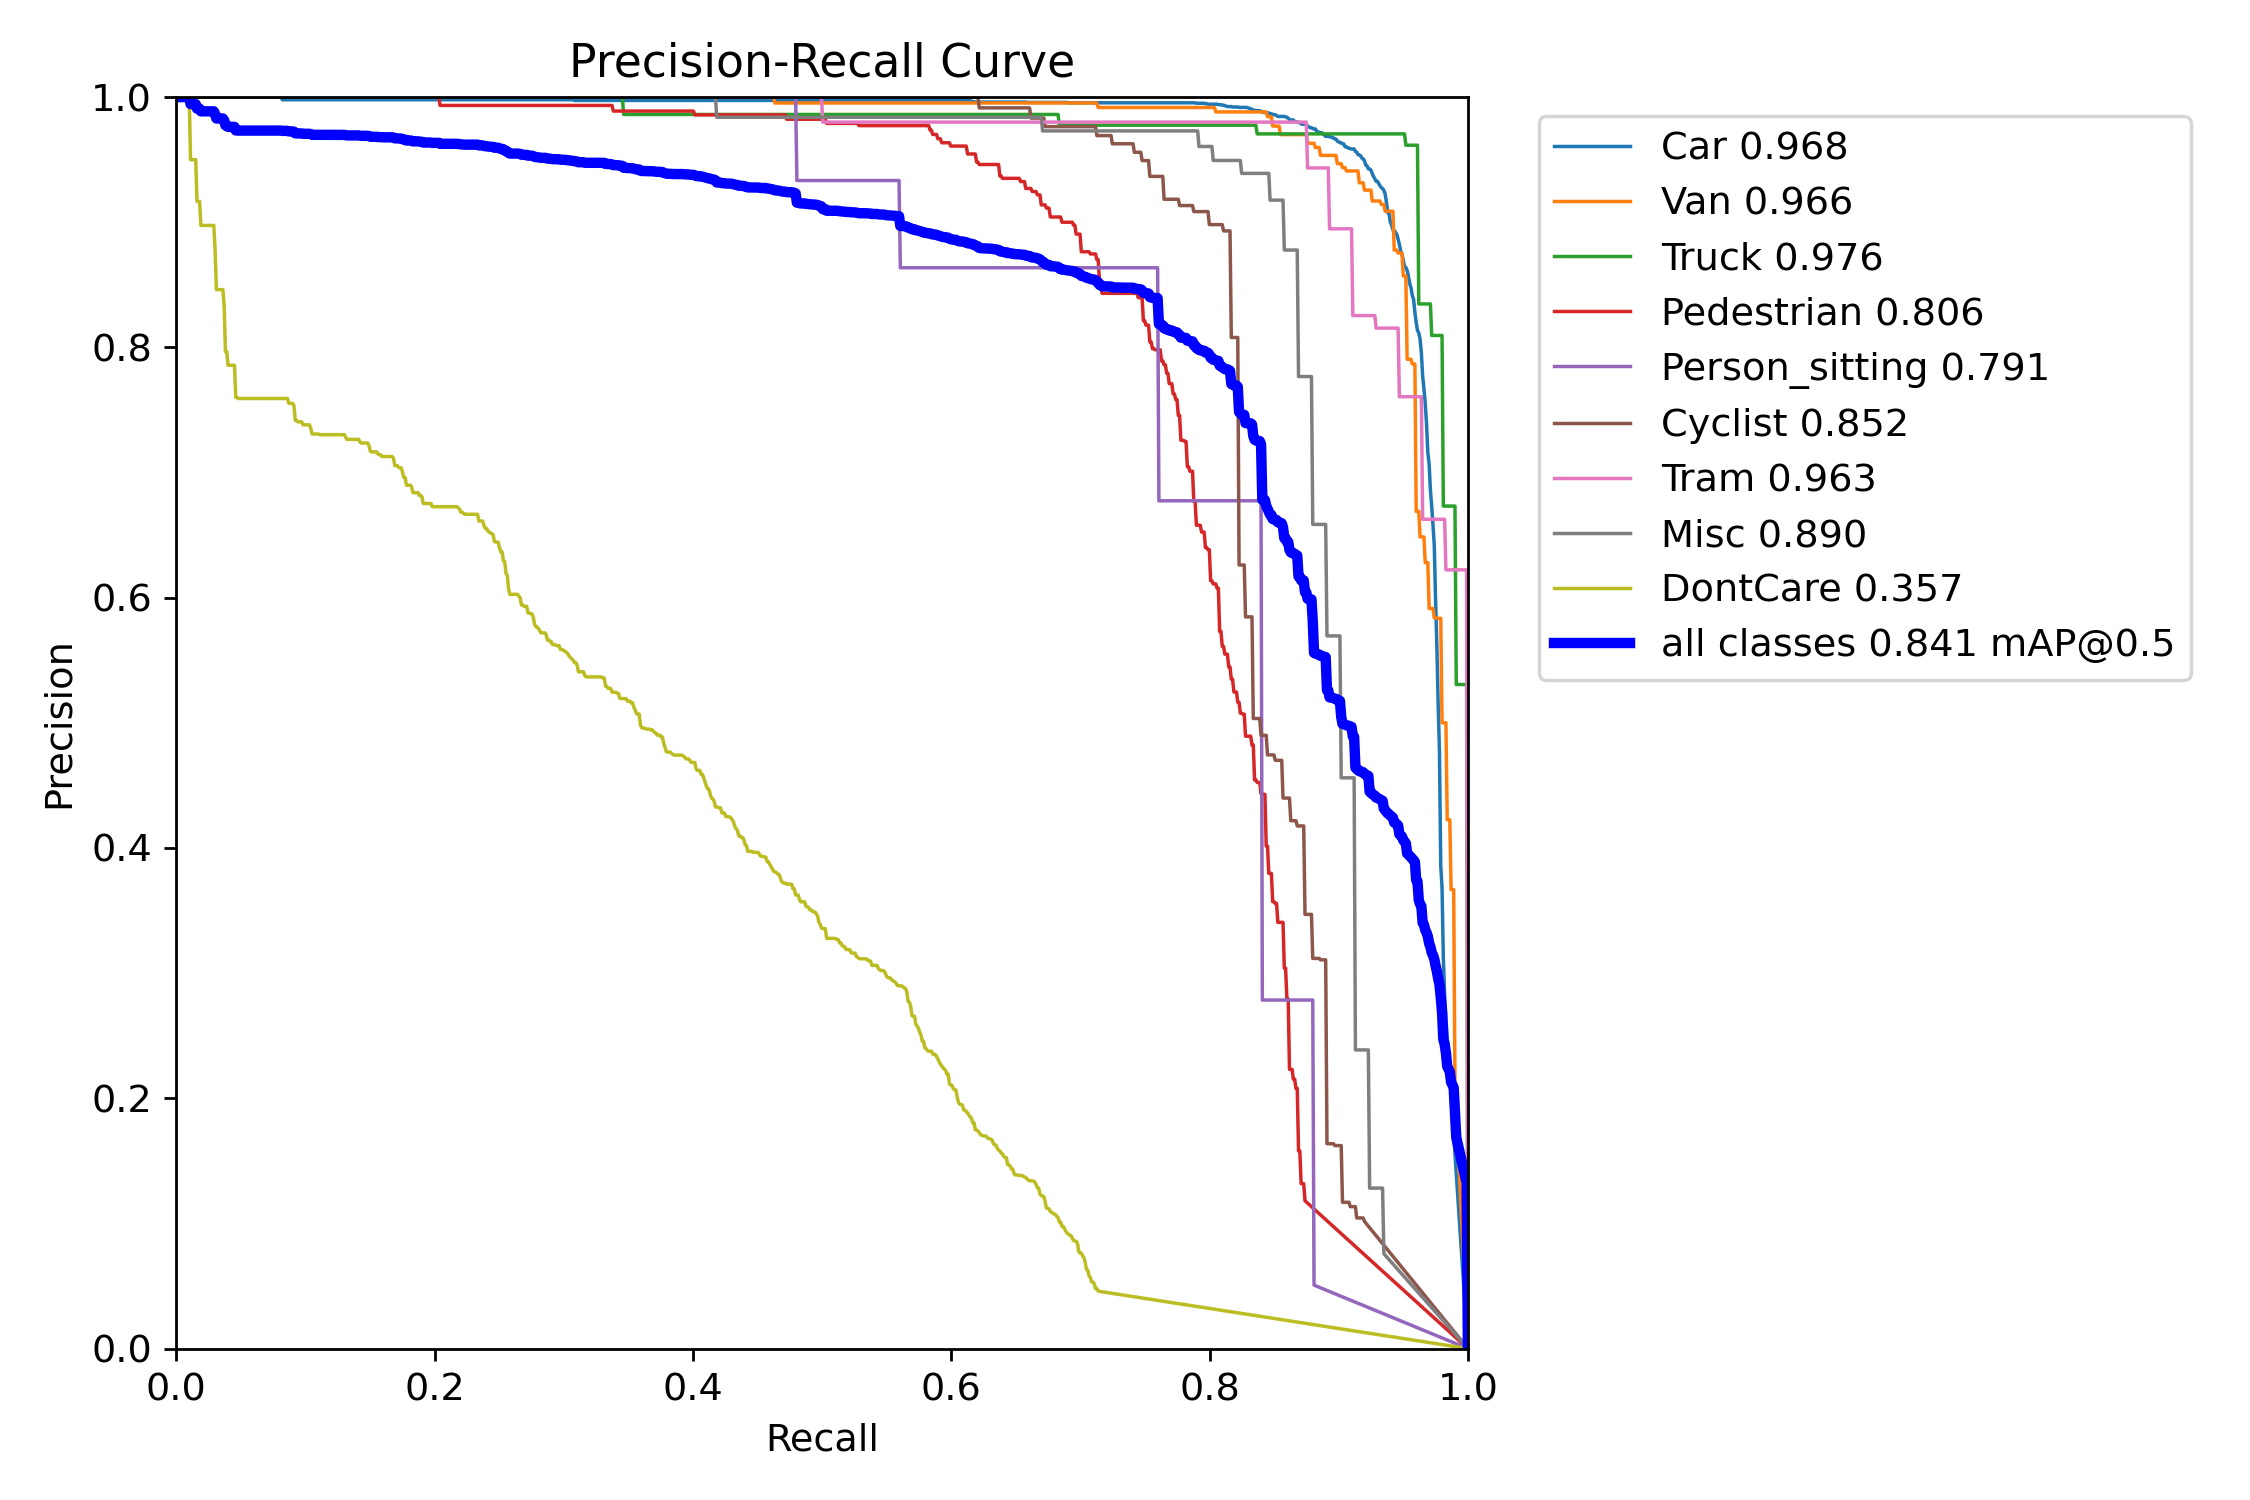 Precision-Recall Curve
1.0
0.8
0.6
0.4
0.2
0.0
Precision
0.0 0.2 0.4 0.6 0.8 1.0
Recall
Car 0.968
Van 0.966
Truck 0.976
Pedestrian 0.806
Person_sitting 0.791
Cyclist 0.852
Tram 0.963
Misc 0.890
DontCare 0.357
all classes 0.841 mAP@0.5